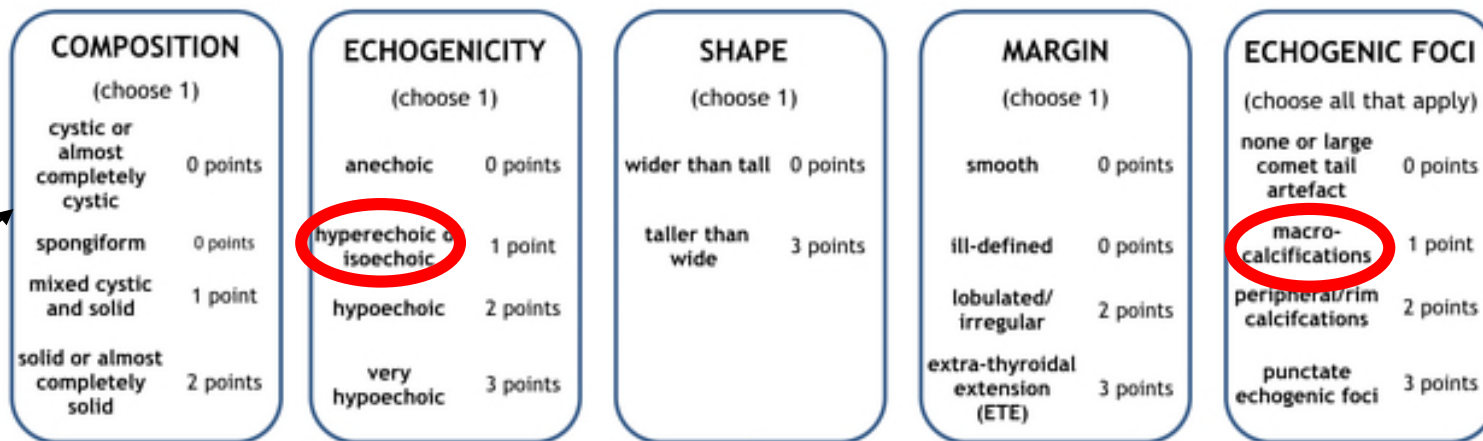 COMPOSITION
(choose 1)
cystic or
almost
completely
cystic
0 points
spongiform
0 points
mixed cystic
and solid
1 point
solid or almost
completely
solid
2 points
ECHOGENICITY
(choose 1)
anechoic
0 points
hyperechoic o
isoechoic
1 point
hypoechoic
2 points
very
hypoechoic
3 points
SHAPE
(choose 1)
wider than tall
0 points
taller than
wide
3 points
MARGIN
(choose 1)
smooth
0 points
ill-defined
0 points
lobulated/
irregular
2 points
extra-thyroidal
extension
(ETE)
3 points
ECHOGENIC FOCI
(choose all that apply)
none or large
comet tail
artefact
0 points
macro-
calcifications
1 point
peripheral/rim
calcifcations
2 points
punctate
echogenic foci
3 points